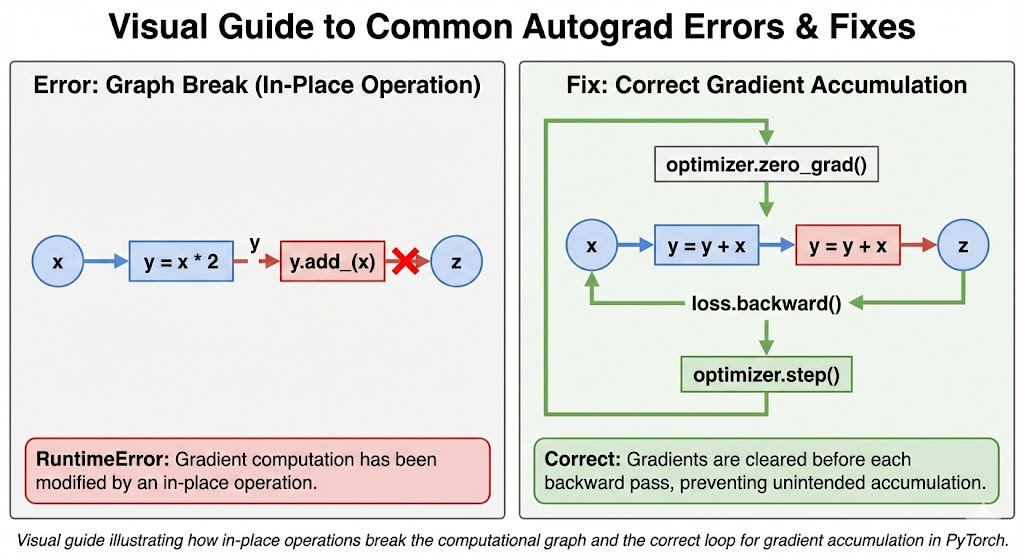 Visual Guide to Common Autograd Errors & Fixes
Error: Graph Break (In-Place Operation)
x
y = x * 2
y
y.add_(x)
z
RuntimeError: Gradient computation has been
modified by an in-place operation.
Fix: Correct Gradient Accumulation
optimizer.zero_grad()
x
y = y + x
y = y + x
z
loss.backward()
optimizer.step()
Correct: Gradients are cleared before each
backward pass, preventing unintended accumulation.
Visual guide illustrating how in-place operations break the computational graph and the correct loop for gradient accumulation in PyTorch.